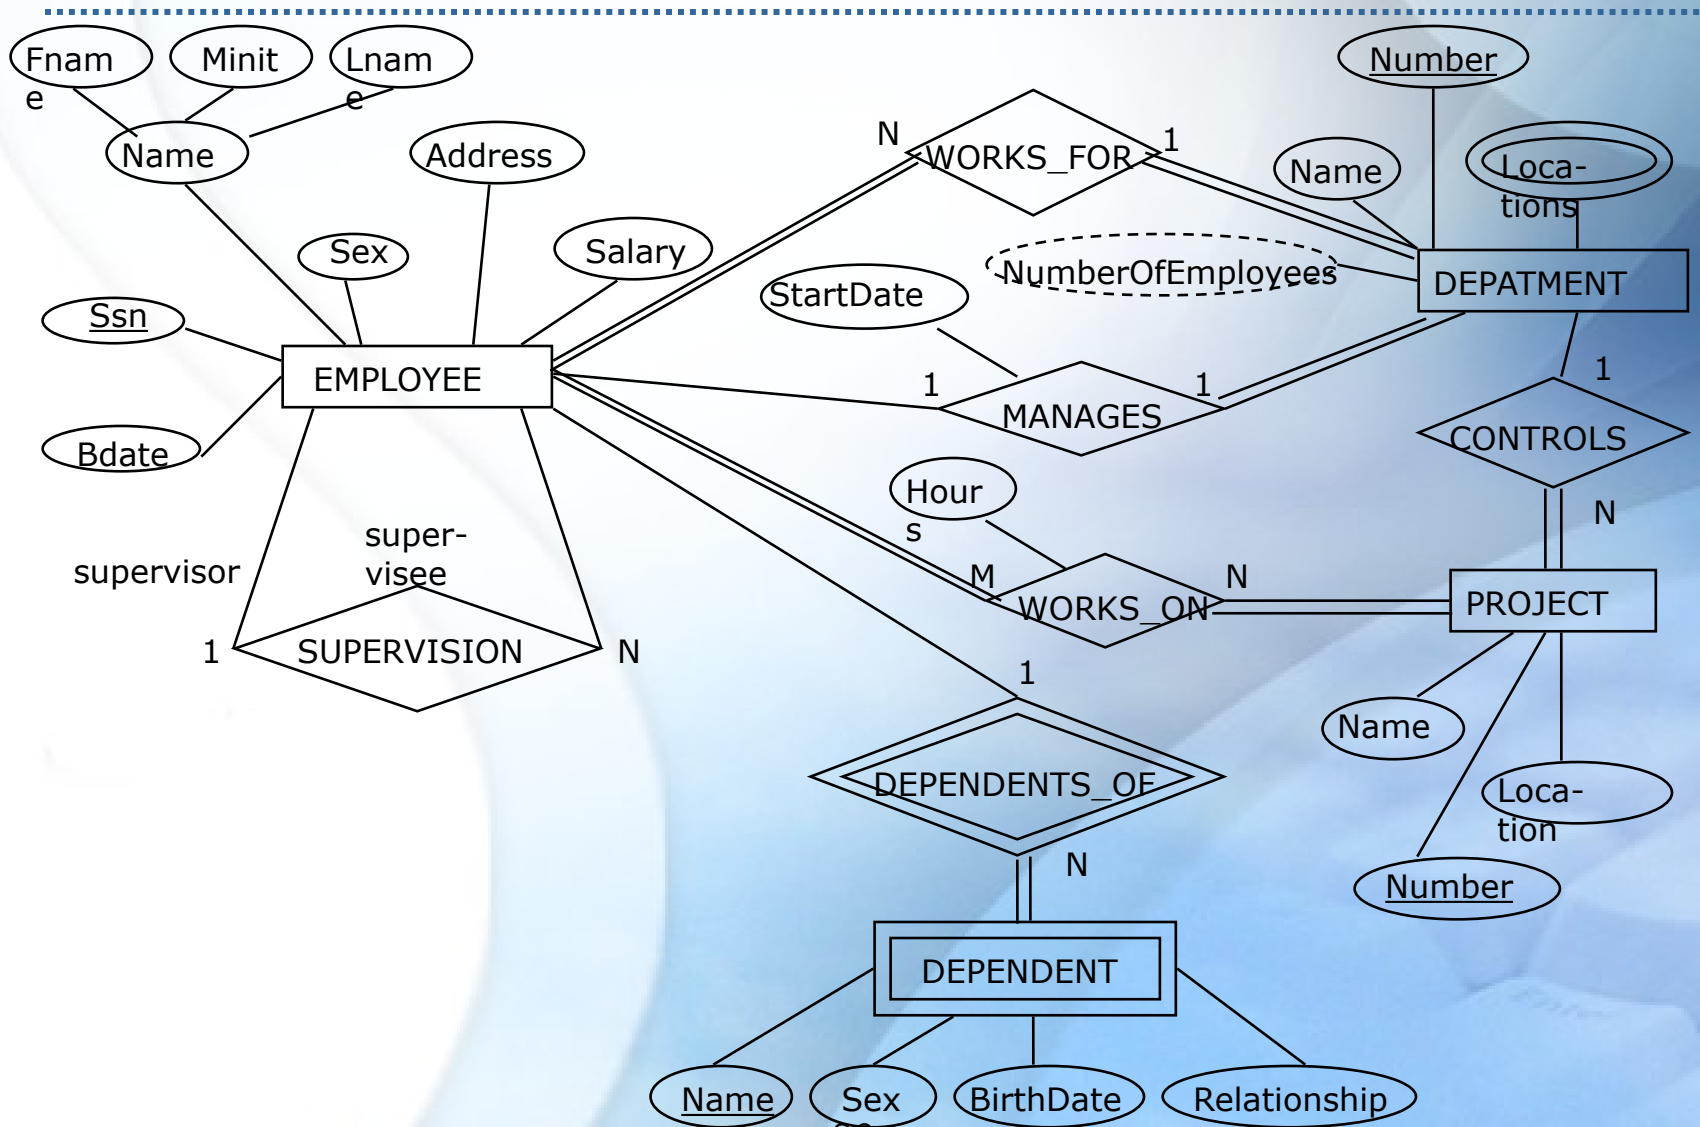 Fnam
e
Minit
Lnam
e
Number
Name
Address
N
WORKS_FOR
1
Name
Loca-
tions
Sex
Salary
StartDate
NumberOfEmployees
DEPATMENT
Ssn
EMPLOYEE
1
MANAGES
1
1
Bdate
CONTROLS
Hour
s
N
super-
visee
supervisor
M
WORKS_ON
N
PROJECT
1
SUPERVISION
N
1
Name
DEPENDENTS_OF
Loca-
tion
N
Number
DEPENDENT
Name
Sex
BirthDate
Relationship